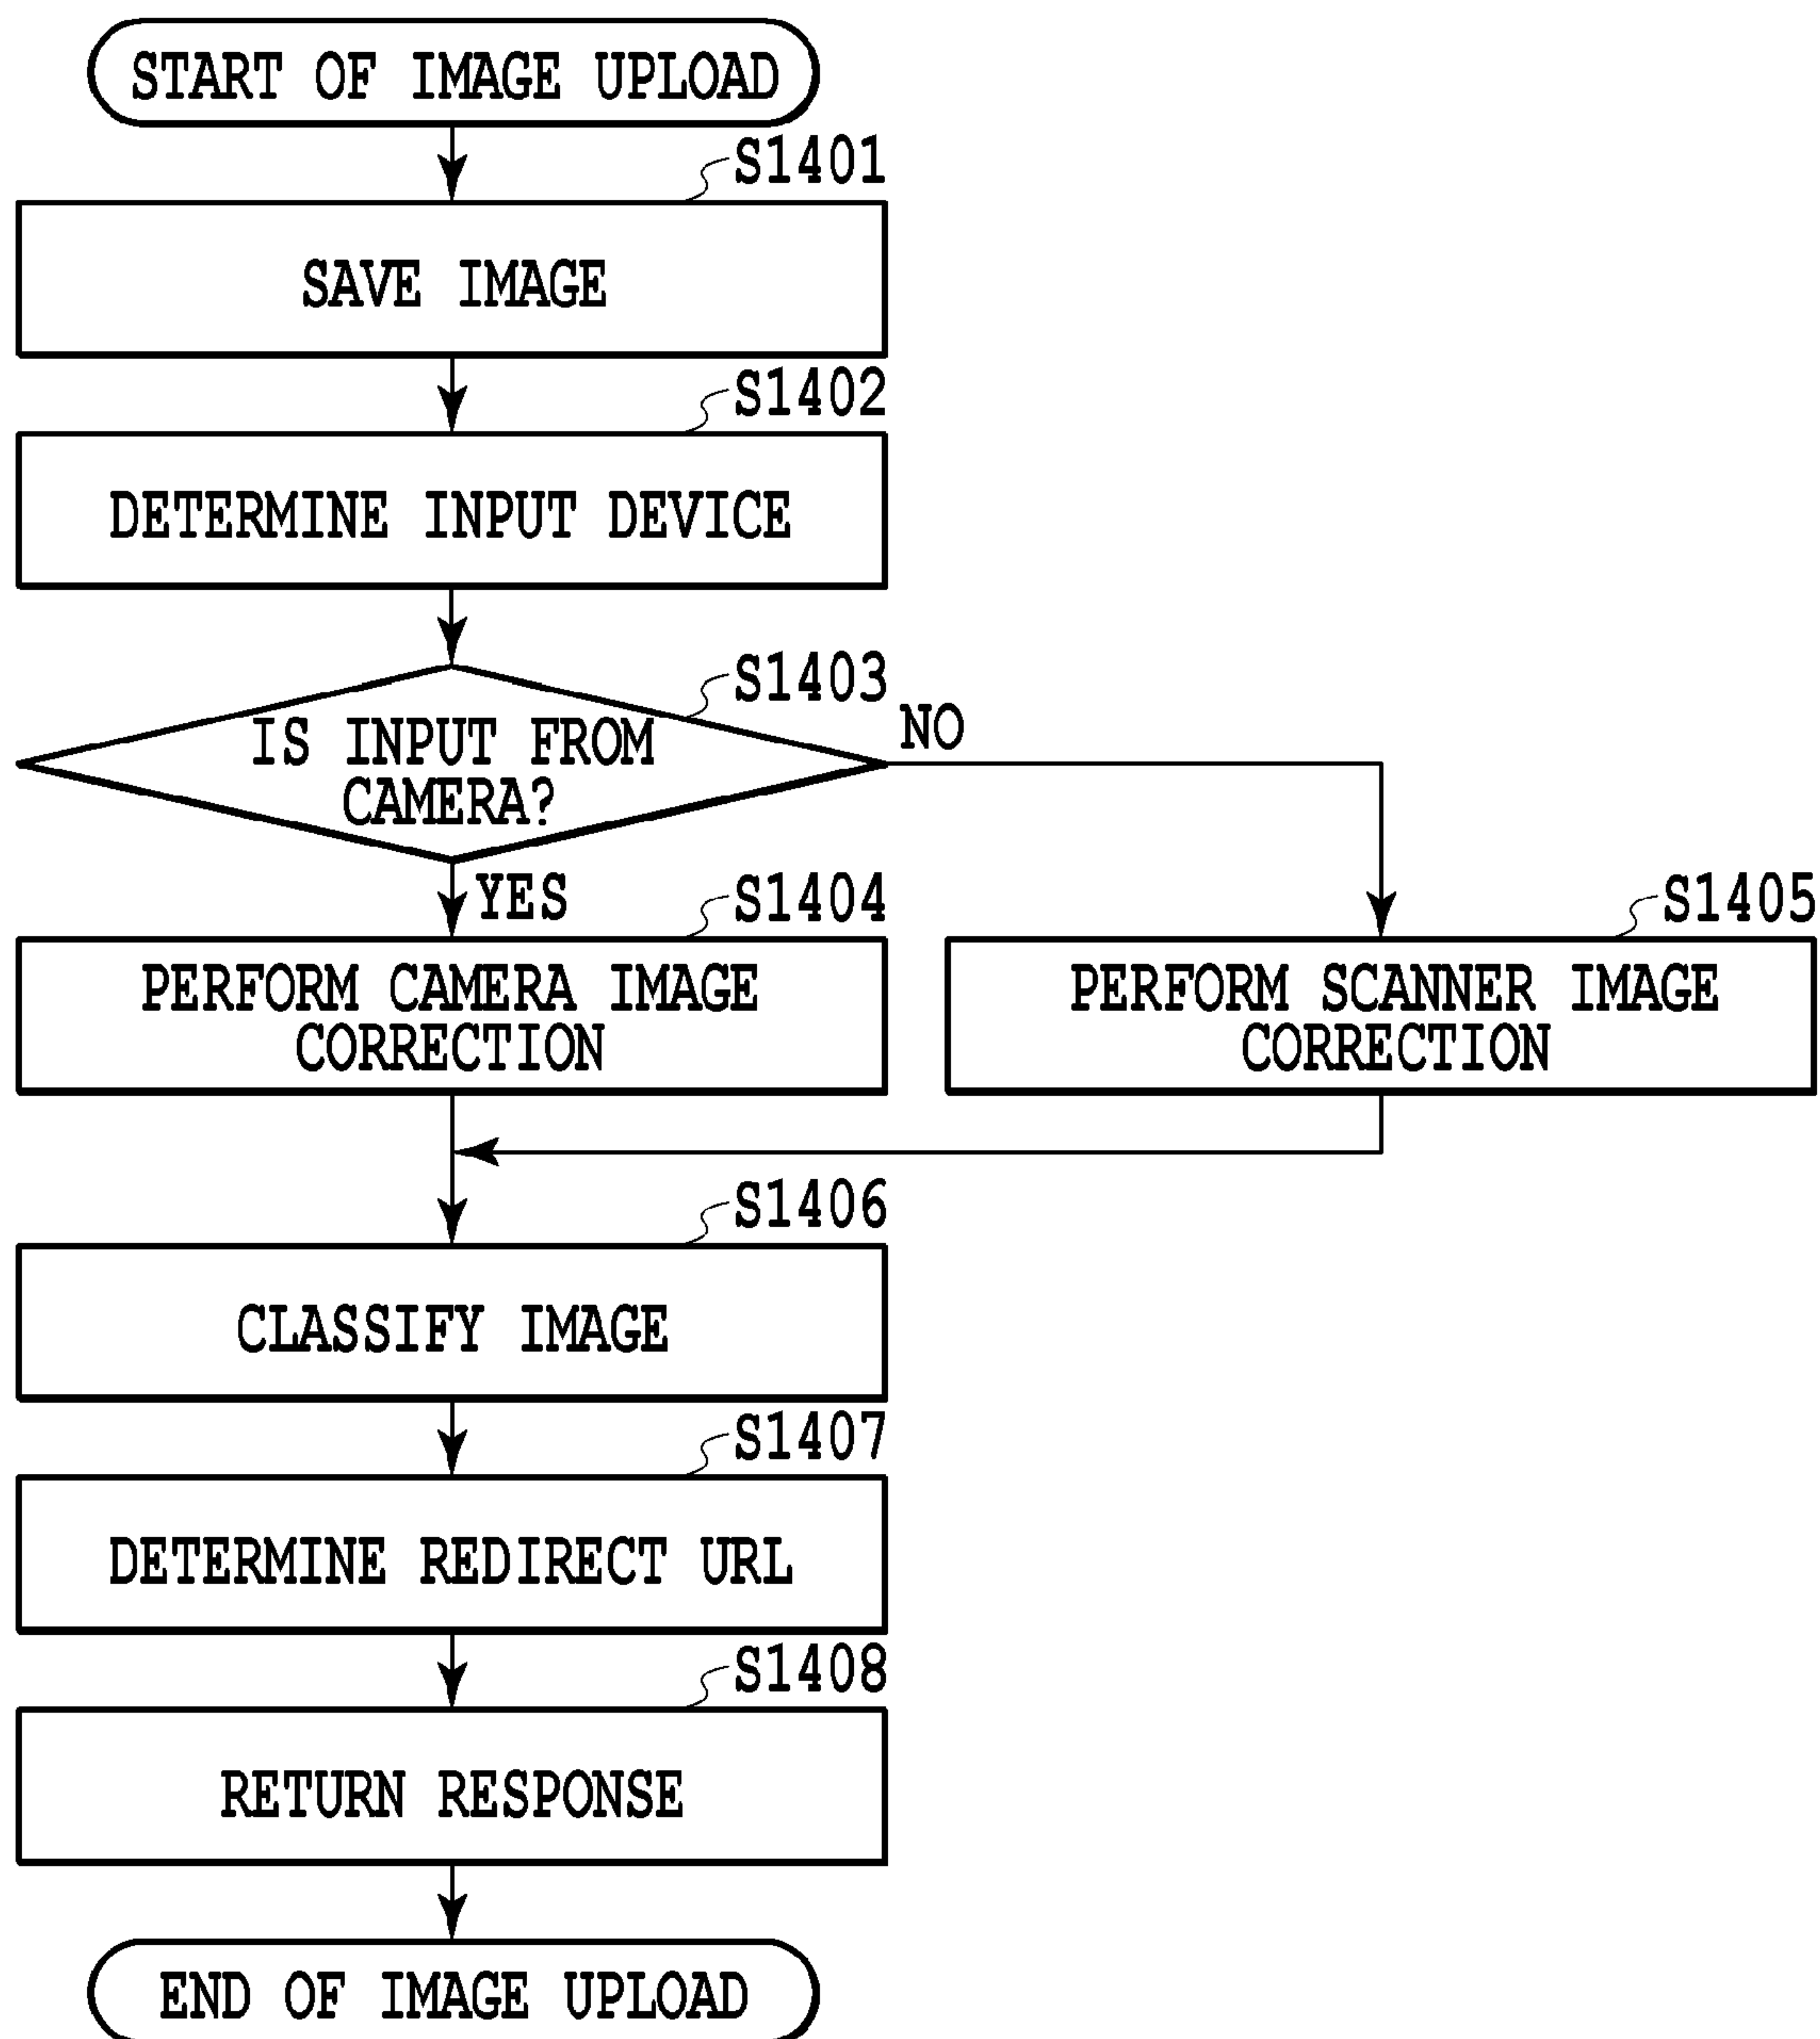 START OF IMAGE UPLOAD
S1401
SAVE IMAGE
S1402
DETERMINE INPUT DEVICE
S1403
IS INPUT FROM
CAMERA?
NO
YES
S1404
PERFORM CAMERA IMAGE
CORRECTION
S1405
PERFORM SCANNER IMAGE
CORRECTION
S1406
CLASSIFY IMAGE
S1407
DETERMINE REDIRECT URL
S1408
RETURN RESPONSE
END OF IMAGE UPLOAD